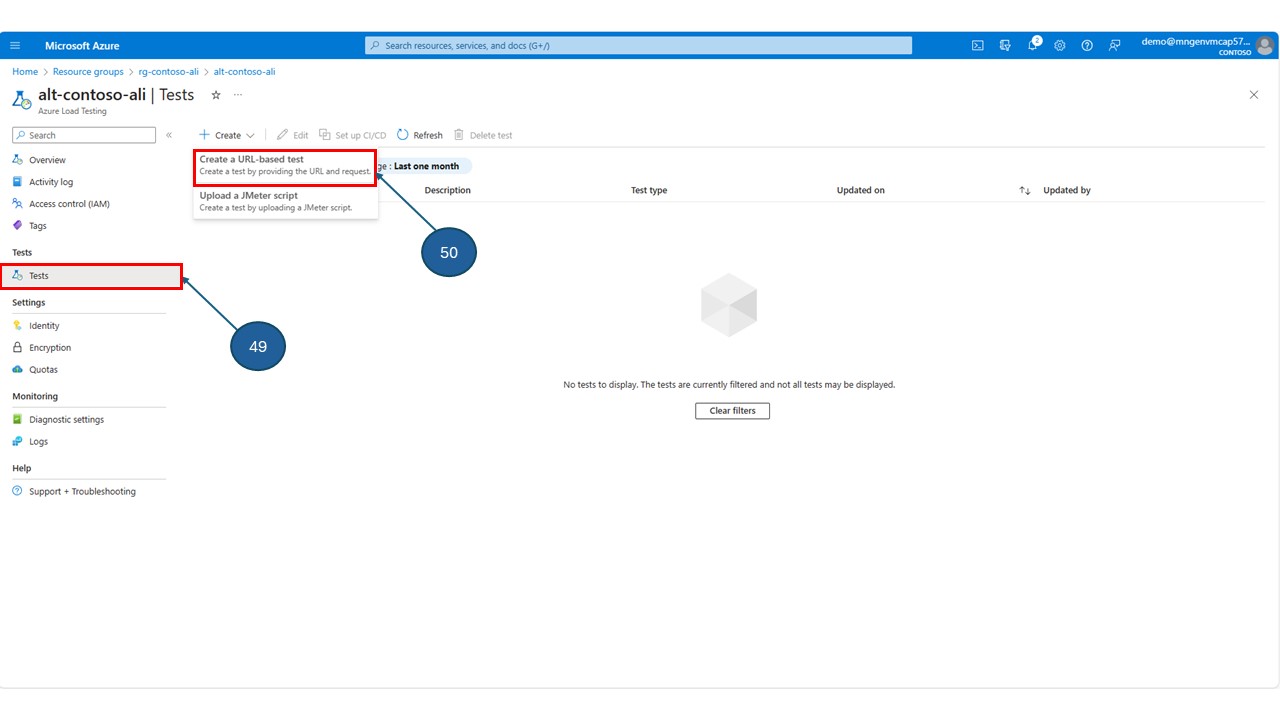 Microsoft Azure
Search resources, services, and docs (G+/)
2
demo@mngenvmcap57...
CONTOSO
Home > Resource groups > rg-contoso-ali > alt-contoso-ali
alt-contoso-ali | Tests
Azure Load Testing
Search
Create
Edit
Set up CI/CD
Refresh
Delete test
Overview
Activity log
Access control (IAM)
Tags
Tests
Tests
Settings
Identity
Encryption
Quotas
Monitoring
Diagnostic settings
Logs
Help
Support + Troubleshooting
Create a URL-based test
Create a test by providing the URL and request.
Upload a JMeter script
Create a test by uploading a JMeter script.
ge : Last one month
Description
Test type
Updated on
Updated by
50
49
No tests to display. The tests are currently filtered and not all tests may be displayed.
Clear filters